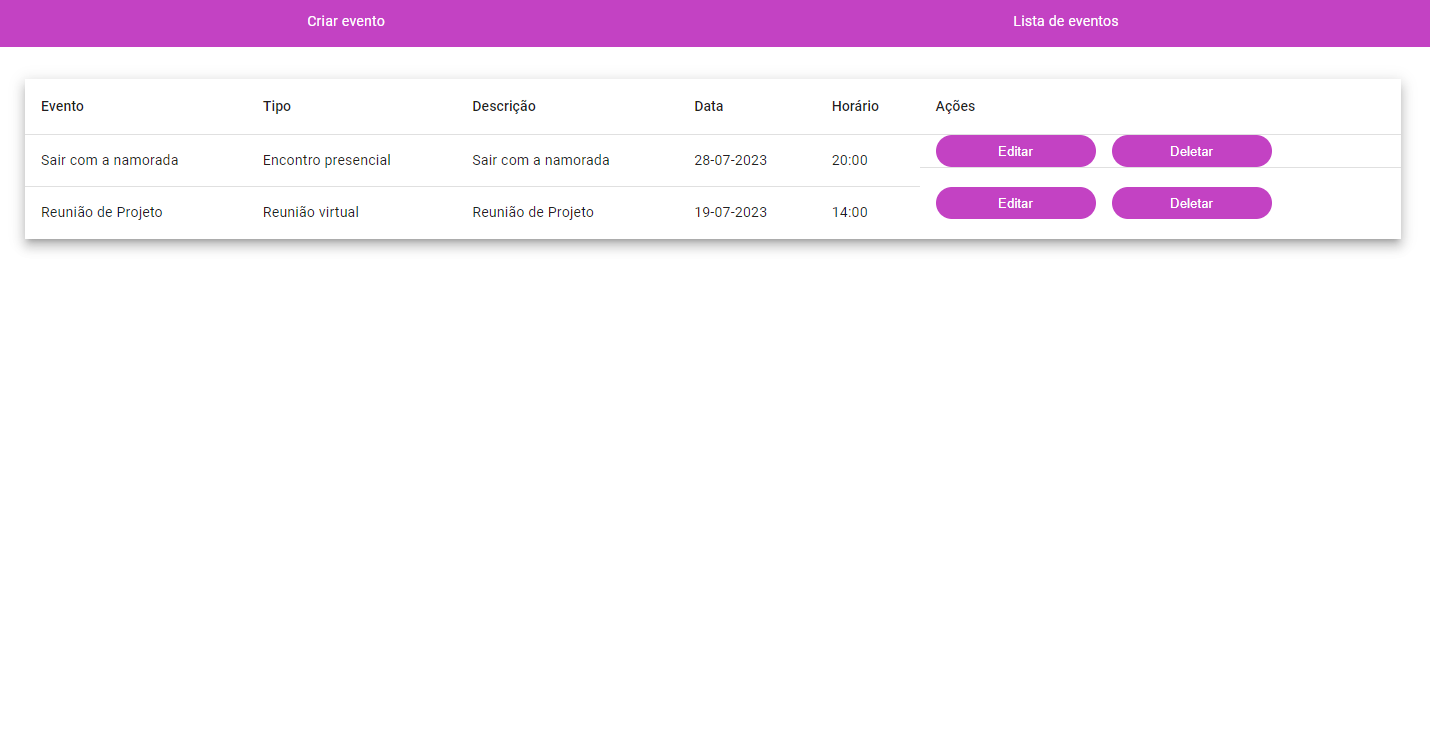 Criar evento Lista de eventos
Evento Tipo Descrição Data Horário Ações
Sair com a namorada Encontro presencial Sair com a namorada 28-07-2023 20:00 Editar Deletar
Reunião de Projeto Reunião virtual Reunião de Projeto 19-07-2023 14:00 Editar Deletar